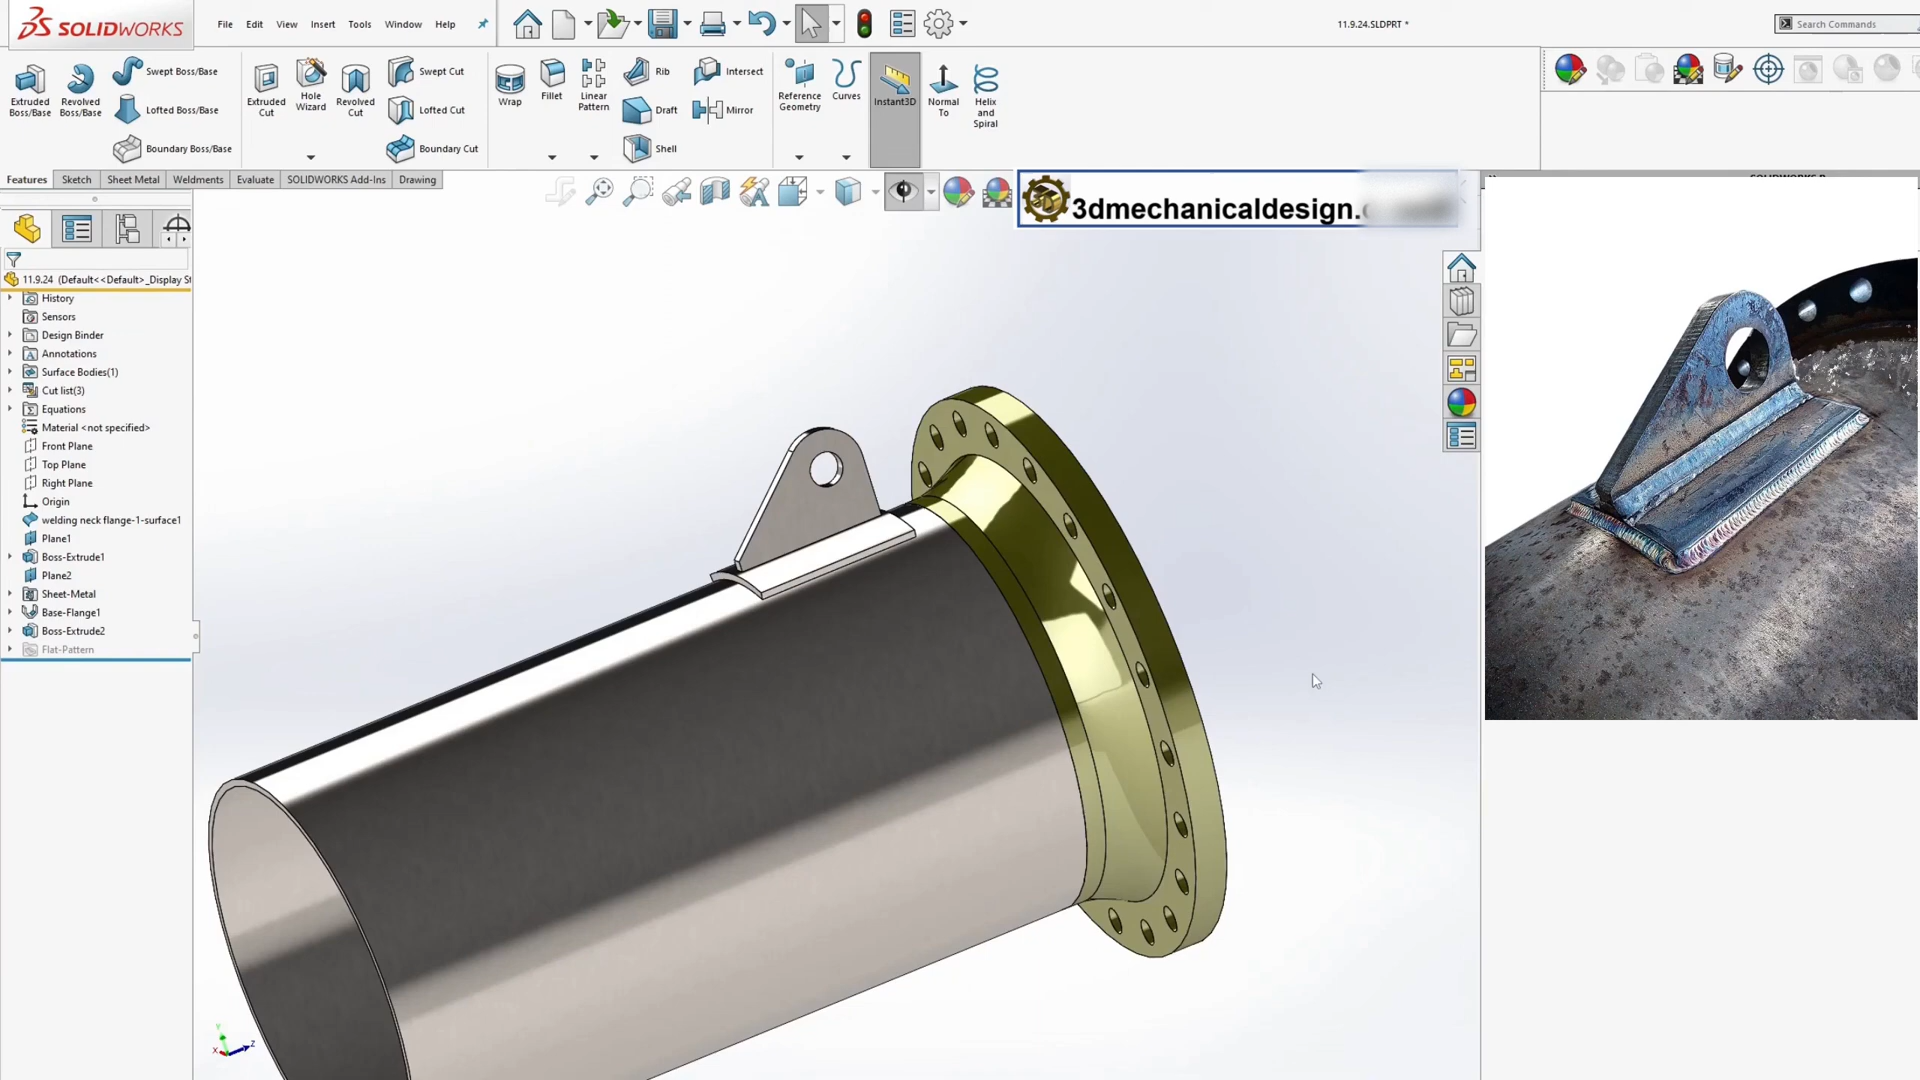 SOLIDWORKS
File Edit View Insert Tools Window Help
11.9.24.SLDPRT *
Search Commands
Extruded Boss/Base
Revolved Boss/Base
Swept Boss/Base
Lofted Boss/Base
Boundary Boss/Base
Extruded Cut
Hole Wizard
Revolved Cut
Swept Cut
Lofted Cut
Boundary Cut
Wrap
Fillet
Linear Pattern
Rib
Draft
Shell
Intersect
Mirror
Reference Geometry
Curves
Instant3D
Normal To
Helix and Spiral
Features Sketch Sheet Metal Weldments Evaluate SOLIDWORKS Add-Ins Drawing
3dmechanicaldesign.
11.9.24 (Default<<Default>_Display St
History
Sensors
Design Binder
Annotations
Surface Bodies(1)
Cut list(3)
Equations
Material <not specified>
Front Plane
Top Plane
Right Plane
Origin
welding neck flange-1-surface1
Plane1
Boss-Extrude1
Plane2
Sheet-Metal
Base-Flange1
Boss-Extrude2
Flat-Pattern
Y
X
Z